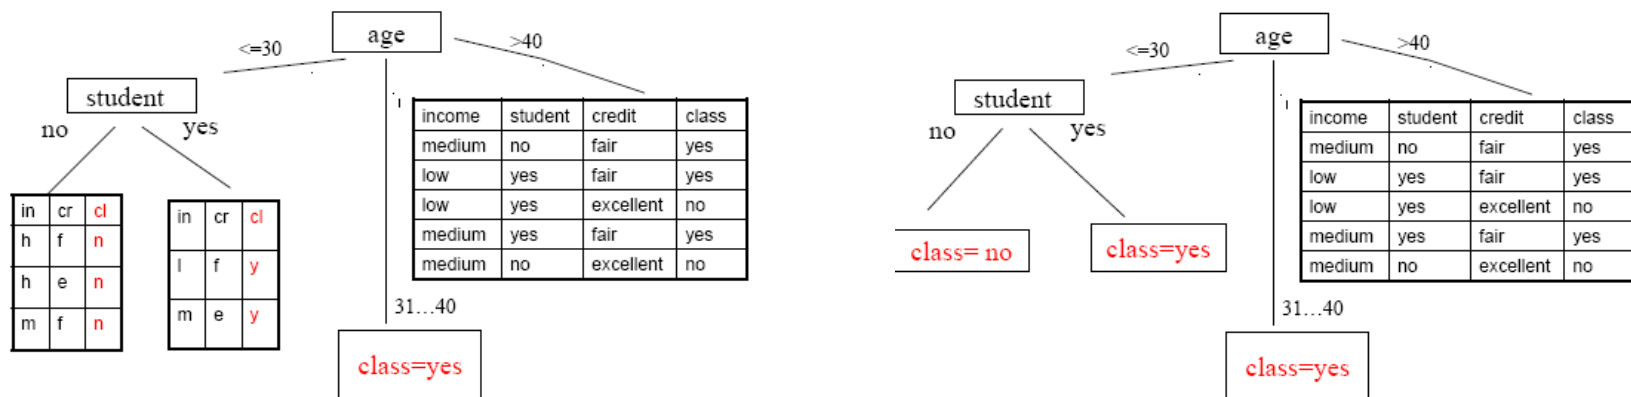 age
<=30
>40
student
no
yes
income student credit class
medium no fair yes
low yes fair yes
low yes excellent no
medium yes fair yes
medium no excellent no
in cr cl
h f n
h e n
m f n
in cr cl
l f y
m e y
31...40
class=yes
age
<=30
>40
student
no
yes
income student credit class
medium no fair yes
low yes fair yes
low yes excellent no
medium yes fair yes
medium no excellent no
class= no
class=yes
31...40
class=yes